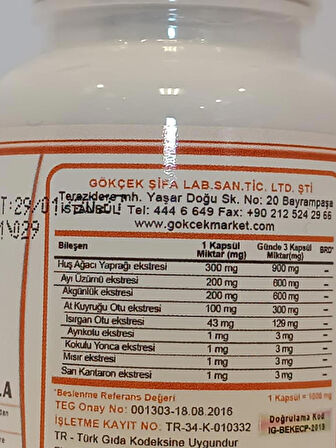 GÖKÇEK ŞİFA LAB.SAN.TİC. LTD. ŞTİ
Terazidere mh. Yaşar Doğu Sk. No: 20 Bayrampaşa
İSTANBUL! Tel: 444 6 649 Fax: +90 212 524 29 66
www.gokcekmarket.com
Bileşen 1 Kapsül Miktar (mg) Günde 3 Kapsül Miktar(mg) BRD*
Huş Ağacı Yaprağı ekstresi 300 mg 900 mg –
Ayı Üzümü ekstresi 200 mg 600 mg –
Akgünlük ekstresi 200 mg 600 mg –
At Kuyruğu Otu ekstresi 100 mg 300 mg –
Isırgan Otu ekstresi 43 mg 129 mg –
Ayrıkotu ekstresi 1 mg 3 mg –
Kokulu Yonca ekstresi 1 mg 3 mg –
Mısır ekstresi 1 mg 3 mg –
Sarı Kantaron ekstresi 1 mg 3 mg –
*Beslenme Referans Değeri 1 Kapsül = 1000 mg
TEG Onay No: 001303-18.08.2016
İŞLETME KAYIT NO: TR-34-K-010332
Doğrulama Kod
IG-BEKECP-2018
TR - Türk Gıda Kodeksine Uygundur